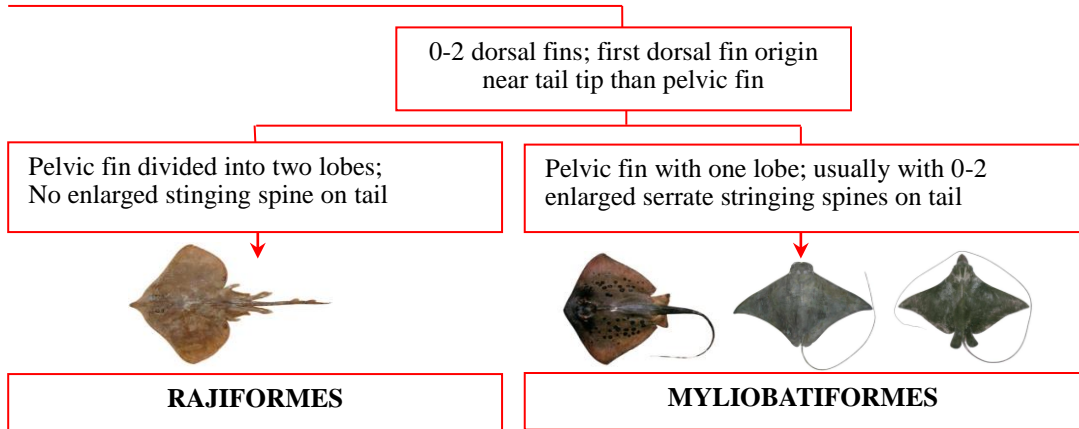 0-2 dorsal fins; first dorsal fin origin
near tail tip than pelvic fin
Pelvic fin divided into two lobes;
No enlarged stinging spine on tail
Pelvic fin with one lobe; usually with 0-2
enlarged serrate stringing spines on tail
RAJIFORMES
MYLIOBATIFORMES